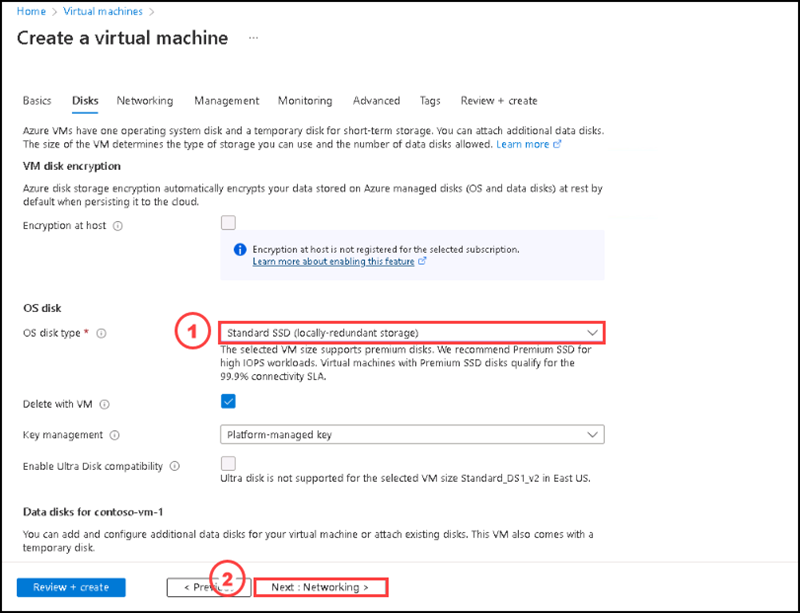 Home > Virtual machines >
Create a virtual machine ...
Basics Disks Networking Management Monitoring Advanced Tags Review + create
Azure VMs have one operating system disk and a temporary disk for short-term storage. You can attach additional data disks.
The size of the VM determines the type of storage you can use and the number of data disks allowed. Learn more
VM disk encryption
Azure disk storage encryption automatically encrypts your data stored on Azure managed disks (OS and data disks) at rest by
default when persisting it to the cloud.
Encryption at host
Encryption at host is not registered for the selected subscription.
Learn more about enabling this feature
OS disk
OS disk type *
1
Standard SSD (locally-redundant storage)
The selected VM size supports premium disks. We recommend Premium SSD for
high IOPS workloads. Virtual machines with Premium SSD disks qualify for the
99.9% connectivity SLA.
Delete with VM
Key management
Platform-managed key
Enable Ultra Disk compatibility
Ultra disk is not supported for the selected VM size Standard_DS1_v2 in East US.
Data disks for contoso-vm-1
You can add and configure additional data disks for your virtual machine or attach existing disks. This VM also comes with a
temporary disk.
Review + create
<
2
Next : Networking >